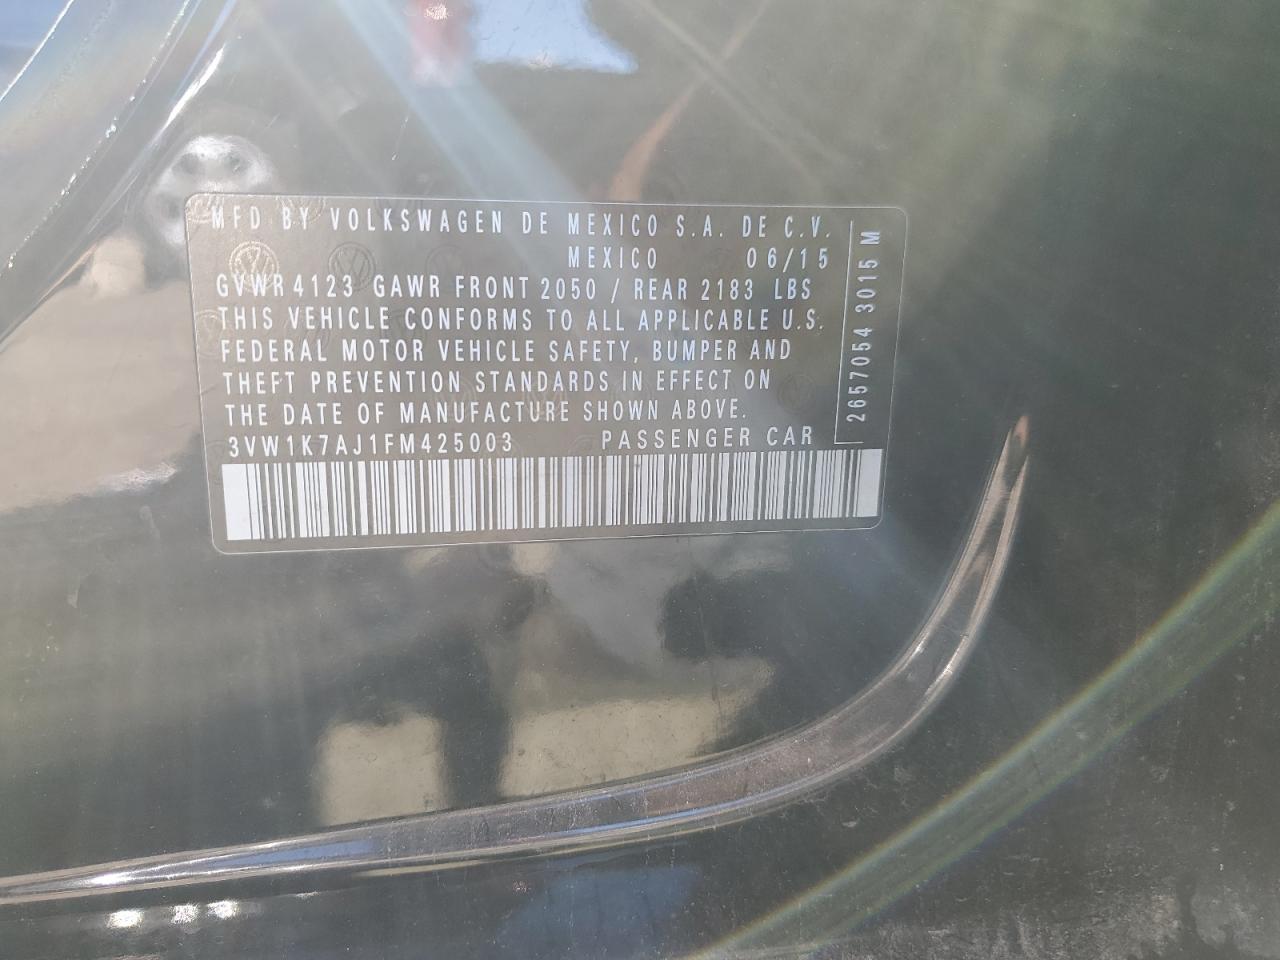 MFD BY VOLKSWAGEN DE MEXICO S.A. DE C.V.
MEXICO 06/15
GVWR 4123 GAWR FRONT 2050 / REAR 2183 LBS
THIS VEHICLE CONFORMS TO ALL APPLICABLE U.S.
FEDERAL MOTOR VEHICLE SAFETY, BUMPER AND
THEFT PREVENTION STANDARDS IN EFFECT ON
THE DATE OF MANUFACTURE SHOWN ABOVE.
3VW1K7AJ1FM425003 PASSENGER CAR
2657054 3015 M